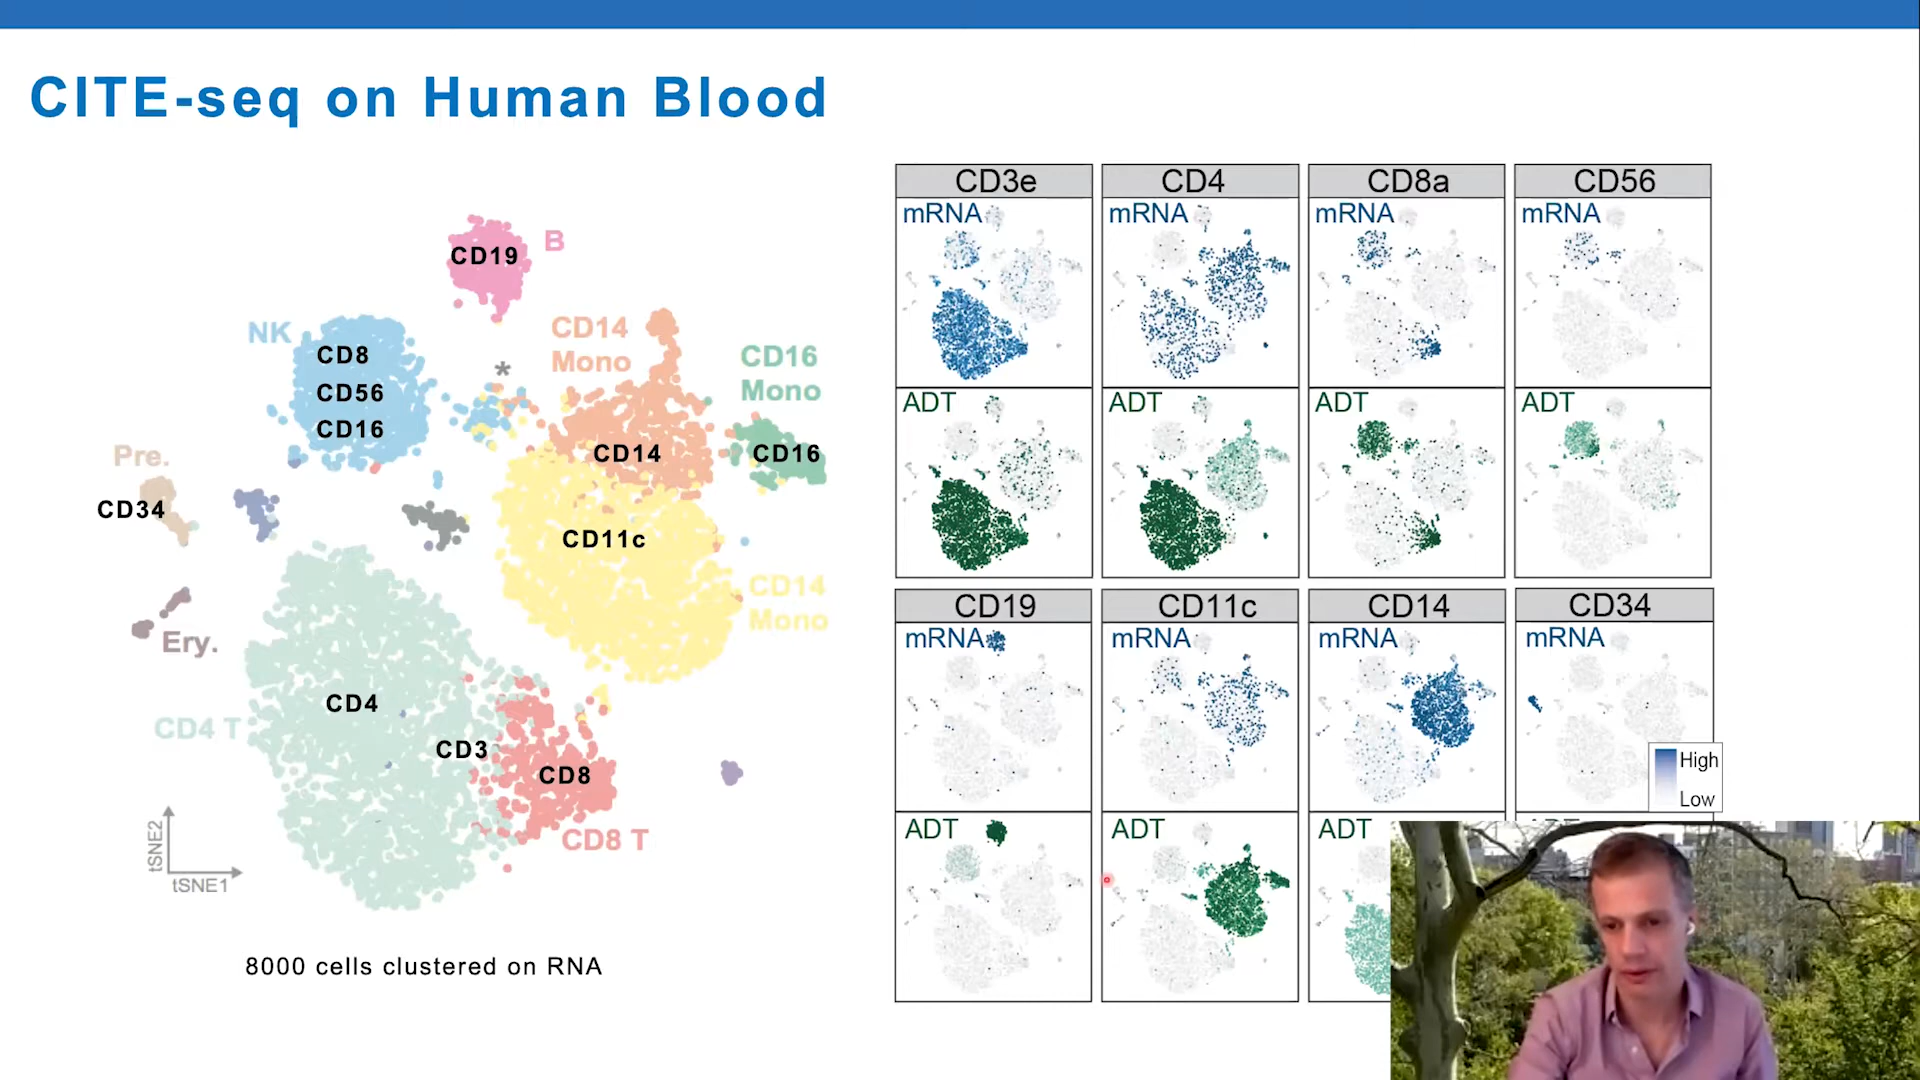 CITE-seq on Human Blood
B
CD19
NK
CD8
CD56
CD16
CD14
Mono
*
CD16
Mono
CD14
CD16
Pre.
CD34
CD11c
CD14
Mono
Ery.
CD4
CD4 T
CD3
CD8
CD8 T
tSNE2
tSNE1
8000 cells clustered on RNA
CD3e
CD4
CD8a
CD56
mRNA
mRNA
mRNA
mRNA
ADT
ADT
ADT
ADT
CD19
CD11c
CD14
CD34
mRNA
mRNA
mRNA
mRNA
High
Low
ADT
ADT
ADT